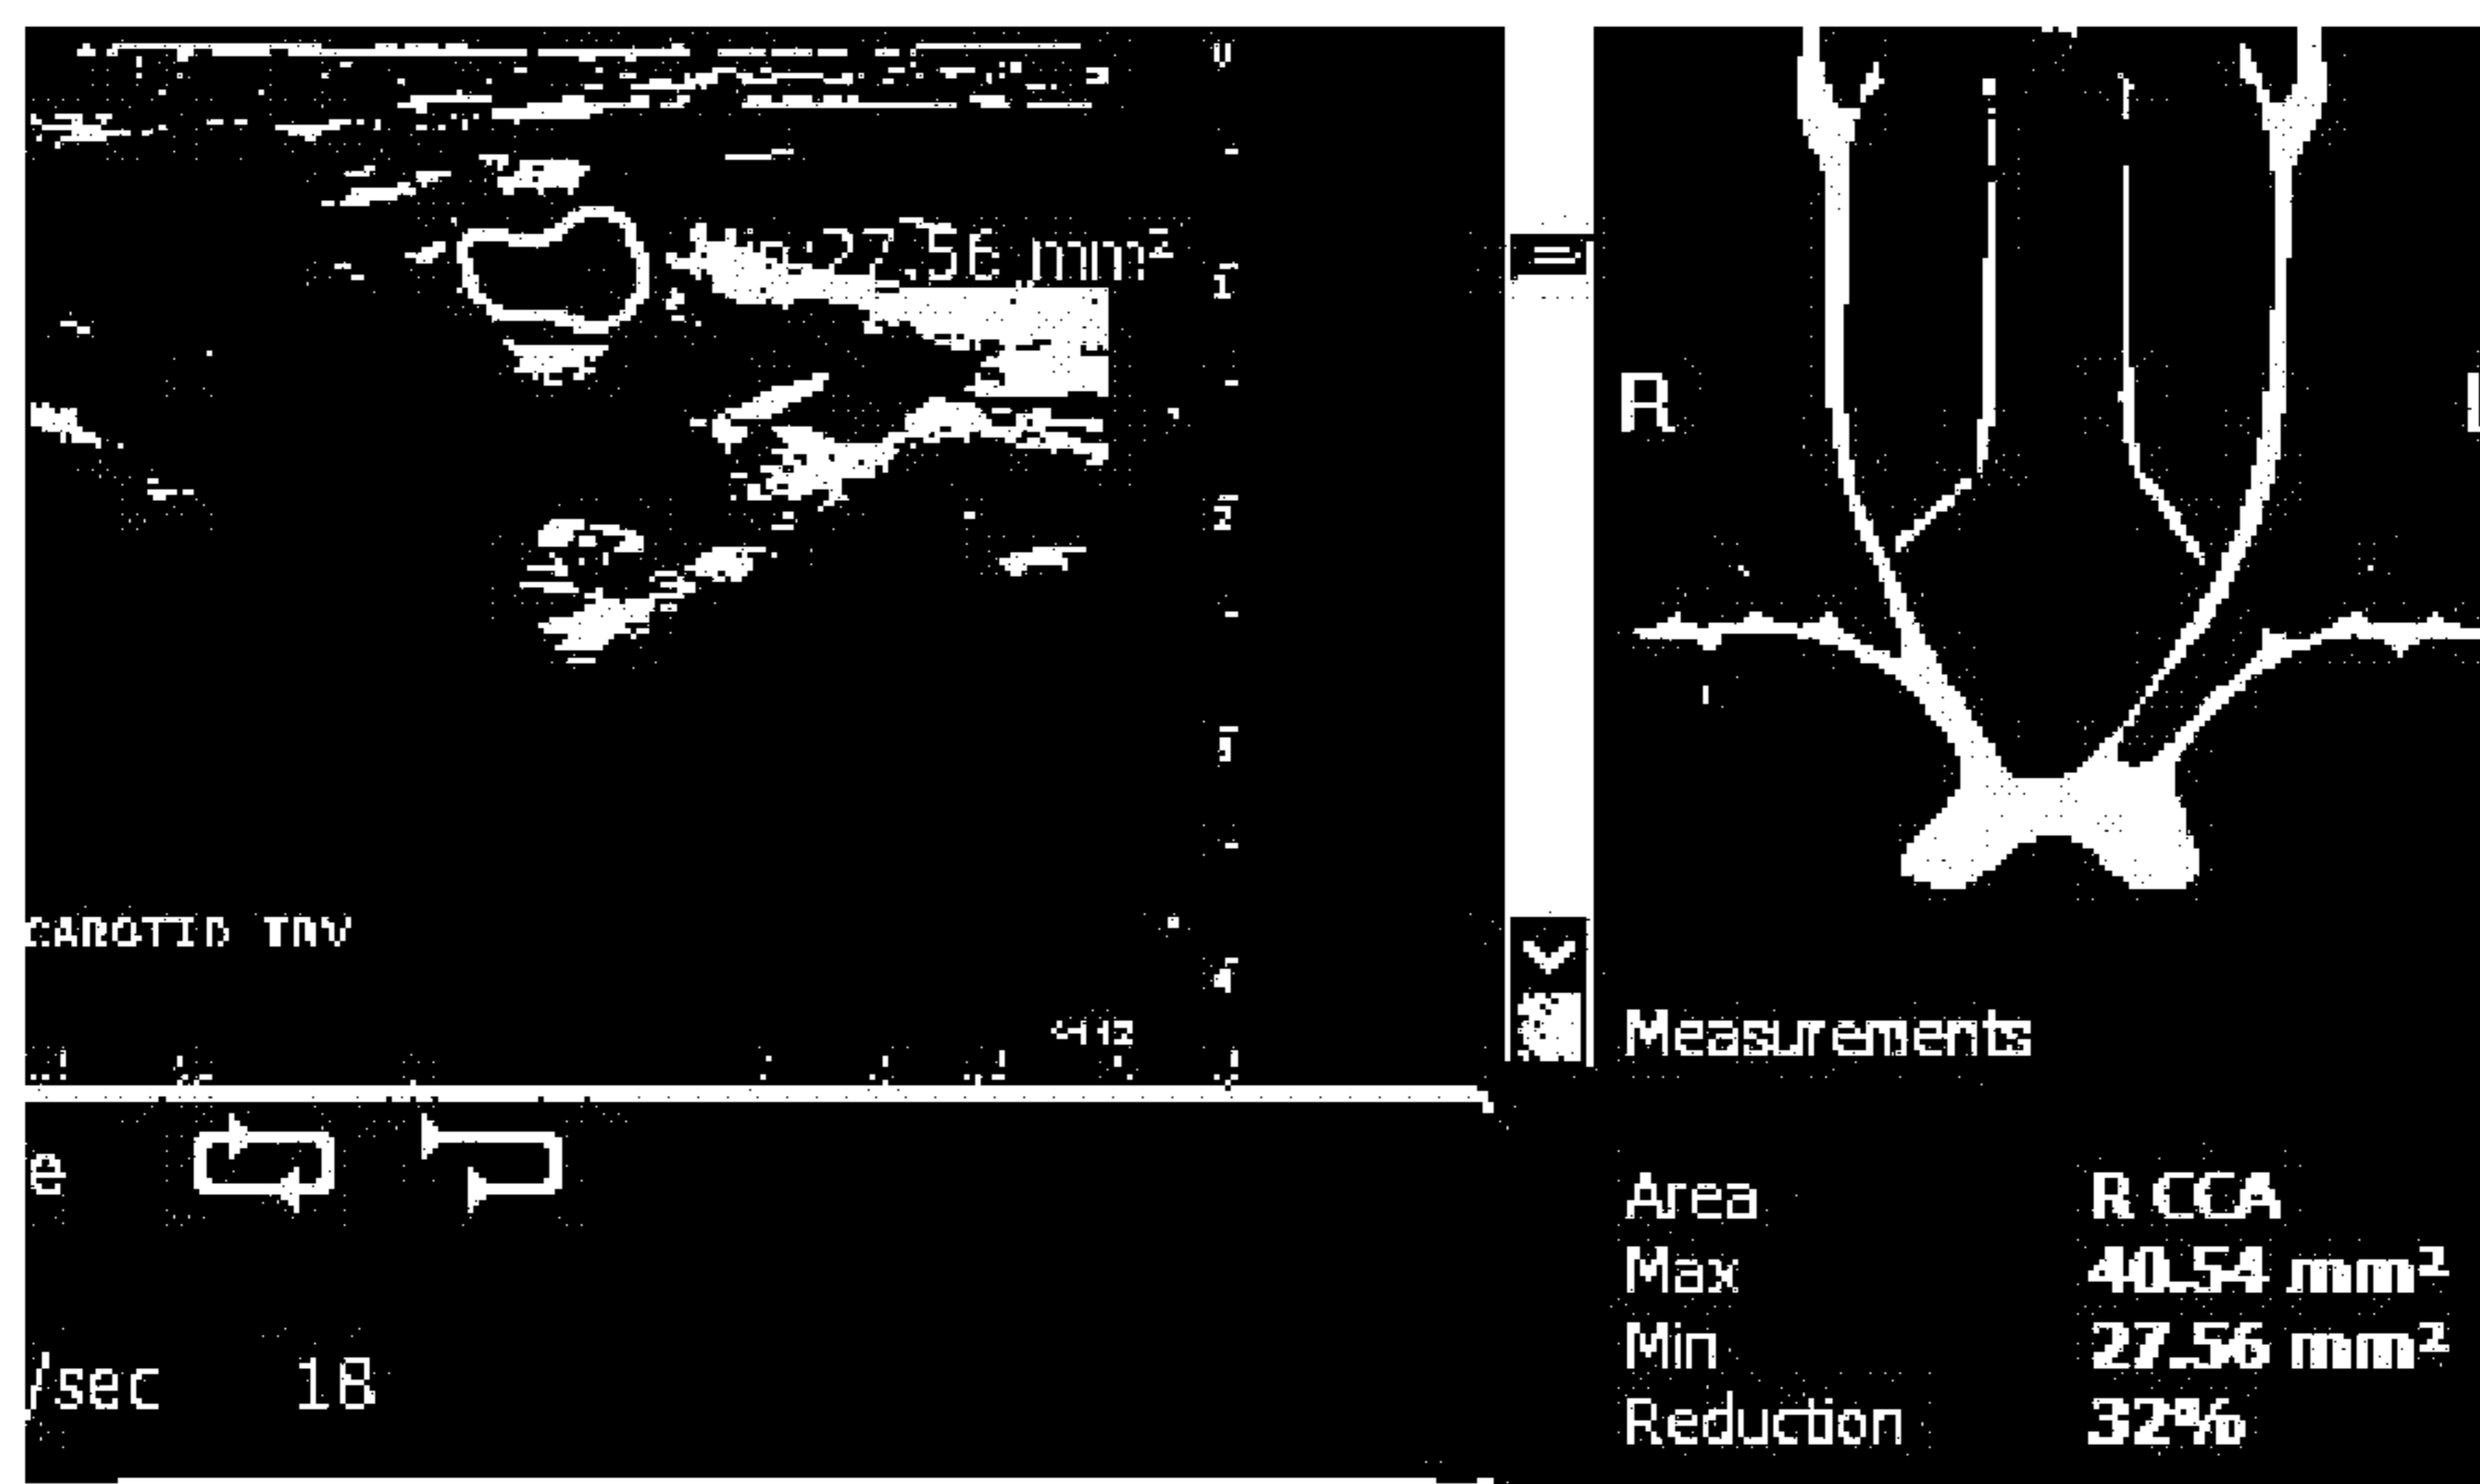 27.56 mm²
R
CAROTID INV
Measurements
e
Area R CCA
Max 40.54 mm²
Min 27.56 mm²
/sec 18
Reduction 32%